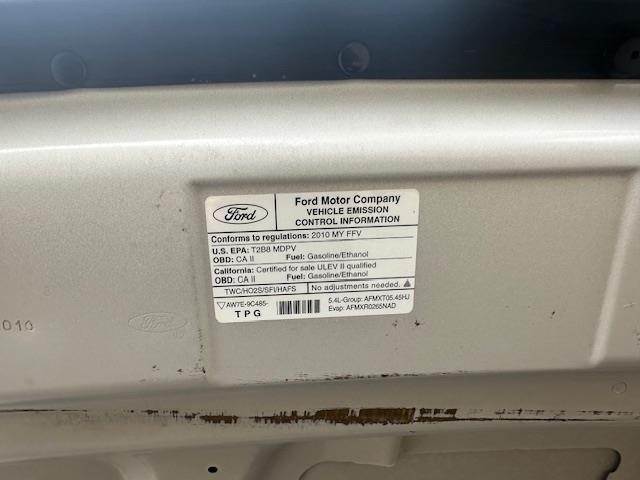 Ford
Ford Motor Company
VEHICLE EMISSION
CONTROL INFORMATION
Conforms to regulations: 2010 MY FFV
U.S. EPA: T2B8 MDPV
OBD: CA II Fuel: Gasoline/Ethanol
California: Certified for sale ULEV II qualified
OBD: CA II Fuel: Gasoline/Ethanol
TWC/HO2S/SFI/HAFS No adjustments needed.
AW7E-9C485- 5.4L-Group: AFMXT05.45HJ
TPG Evap: AFMXR0265NAD
010 Ford